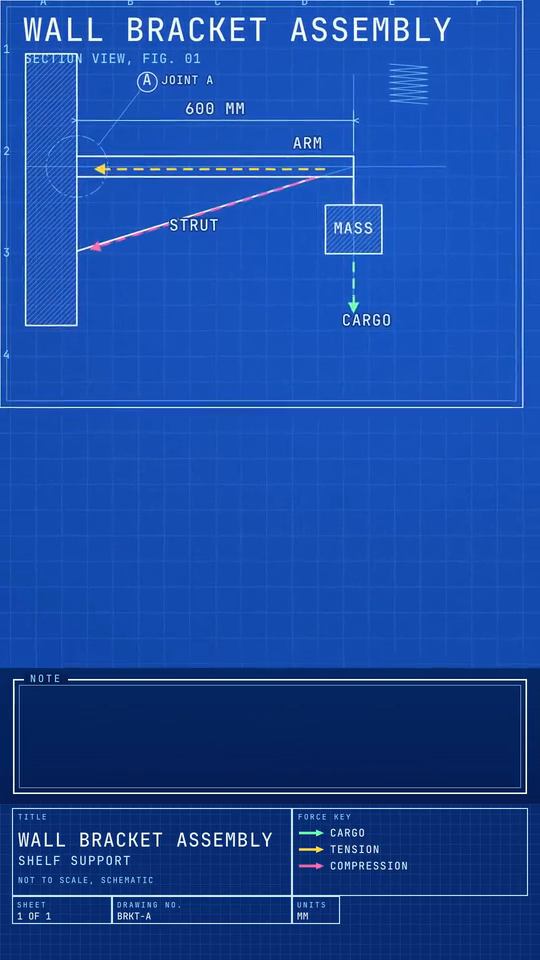 A B C D E F
WALL BRACKET ASSEMBLY
1
SECTION VIEW, FIG. 01
A JOINT A
600 MM
ARM
2
STRUT
MASS
3
CARGO
4
NOTE
TITLE
WALL BRACKET ASSEMBLY
SHELF SUPPORT
NOT TO SCALE, SCHEMATIC
FORCE KEY
CARGO
TENSION
COMPRESSION
SHEET
1 OF 1
DRAWING NO.
BRKT-A
UNITS
MM